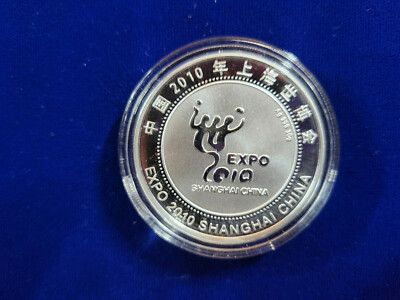 中国2010年上海世博会
EXPO
2010
SHANGHAI CHINA
EXPO 2010 SHANGHAI CHINA